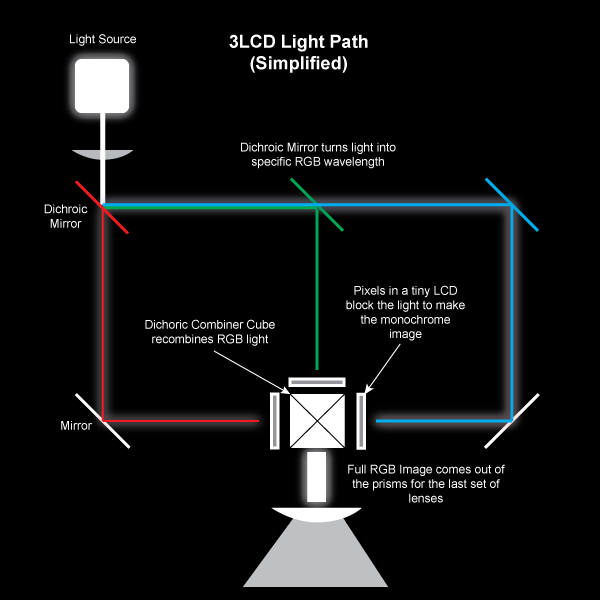 Light Source
3LCD Light Path
(Simplified)
Dichroic Mirror turns light into
specific RGB wavelength
Dichroic
Mirror
Pixels in a tiny LCD
block the light to make
the monochrome
image
Dichoric Combiner Cube
recombines RGB light
Mirror
Full RGB Image comes out of
the prisms for the last set of
lenses